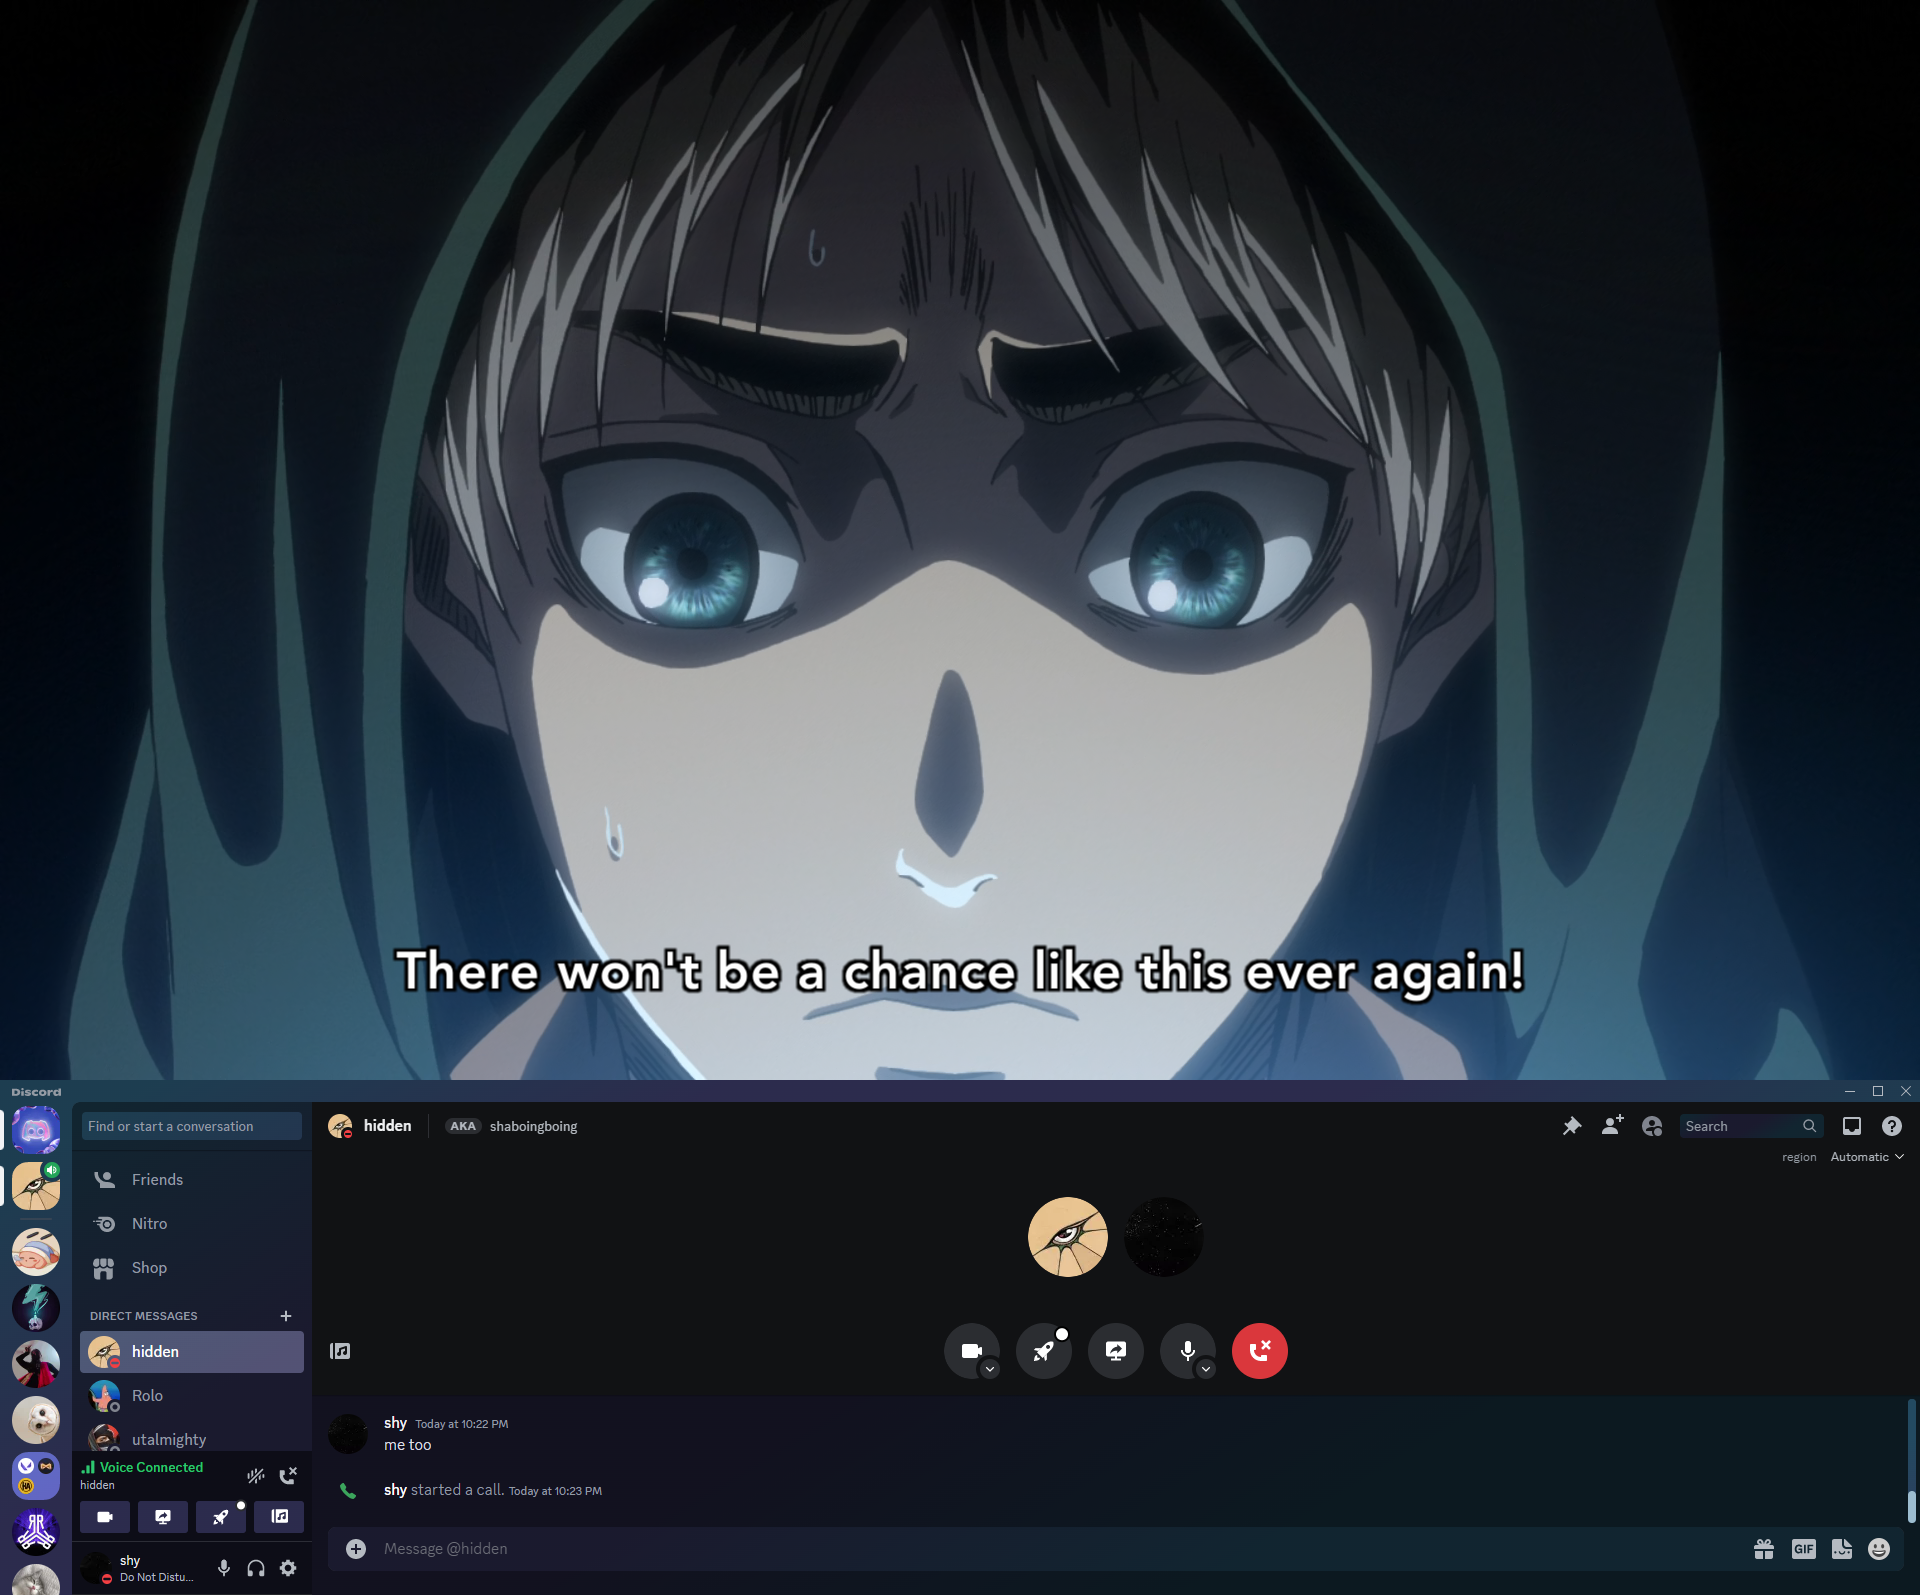 There won't be a chance like this ever again!
Discord
Find or start a conversation
hidden
AKA
shaboingboing
Search
region
Automatic
Friends
Nitro
Shop
DIRECT MESSAGES
hidden
Rolo
utalmighty
shy Today at 10:22 PM
me too
shy started a call. Today at 10:23 PM
Voice Connected
hidden
Message @hidden
GIF
shy
Do Not Distu...